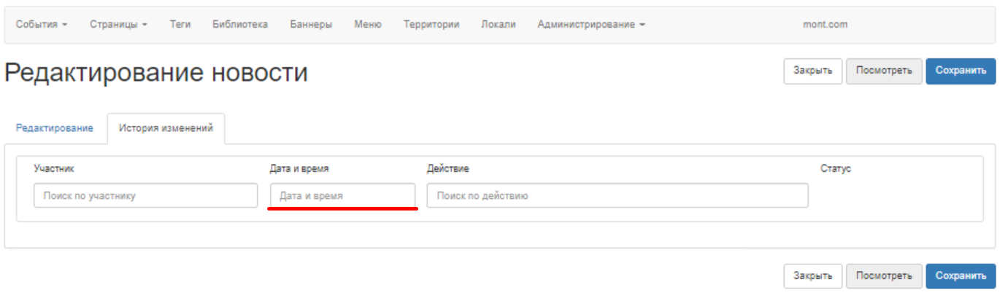 События Страницы Теги Библиотека Баннеры Меню Территории Локали Администрирование mont.com
Редактирование новости
Закрыть Посмотреть Сохранить
Редактирование История изменений
Участник Дата и время Действие Статус
Поиск по участнику Дата и время Поиск по действию
Закрыть Посмотреть Сохранить